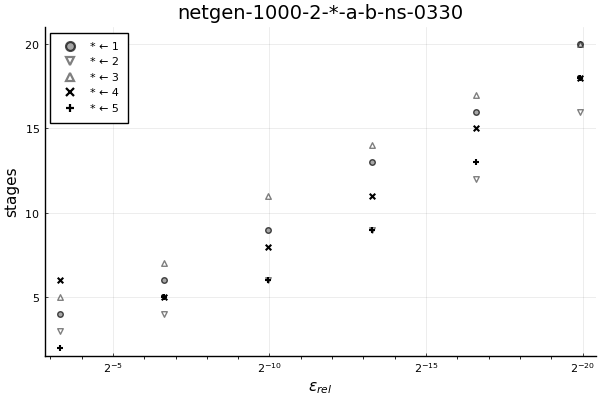 netgen-1000-2-*-a-b-ns-0330
* ← 1
* ← 2
* ← 3
* ← 4
* ← 5
stages
20
15
10
5
2⁻⁵
2⁻¹⁰
2⁻¹⁵
2⁻²⁰
ε_rel